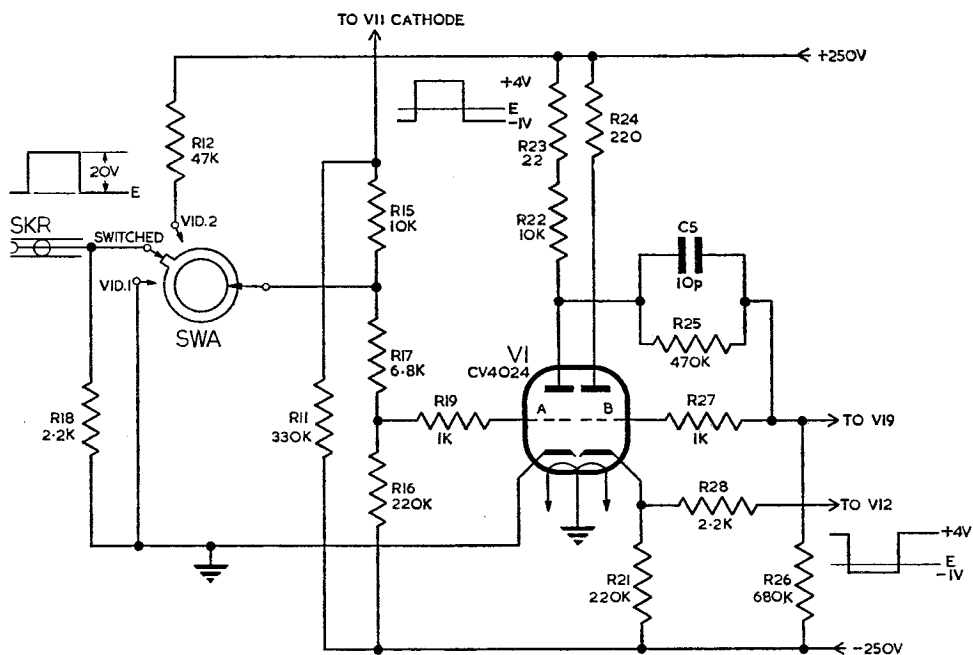 TO V11 CATHODE
+250V
+4V
E
-1V
R12
47K
R23
22
R24
220
20V
E
SKR
SWITCHED
VID.2
VID.1
SWA
R15
10K
R22
10K
C5
10p
R25
470K
R17
6.8K
V1
CV4024
A
B
R19
1K
R27
1K
TO V19
R18
2.2K
R11
330K
R16
220K
R28
2.2K
TO V12
+4V
E
-1V
R21
220K
R26
680K
-250V